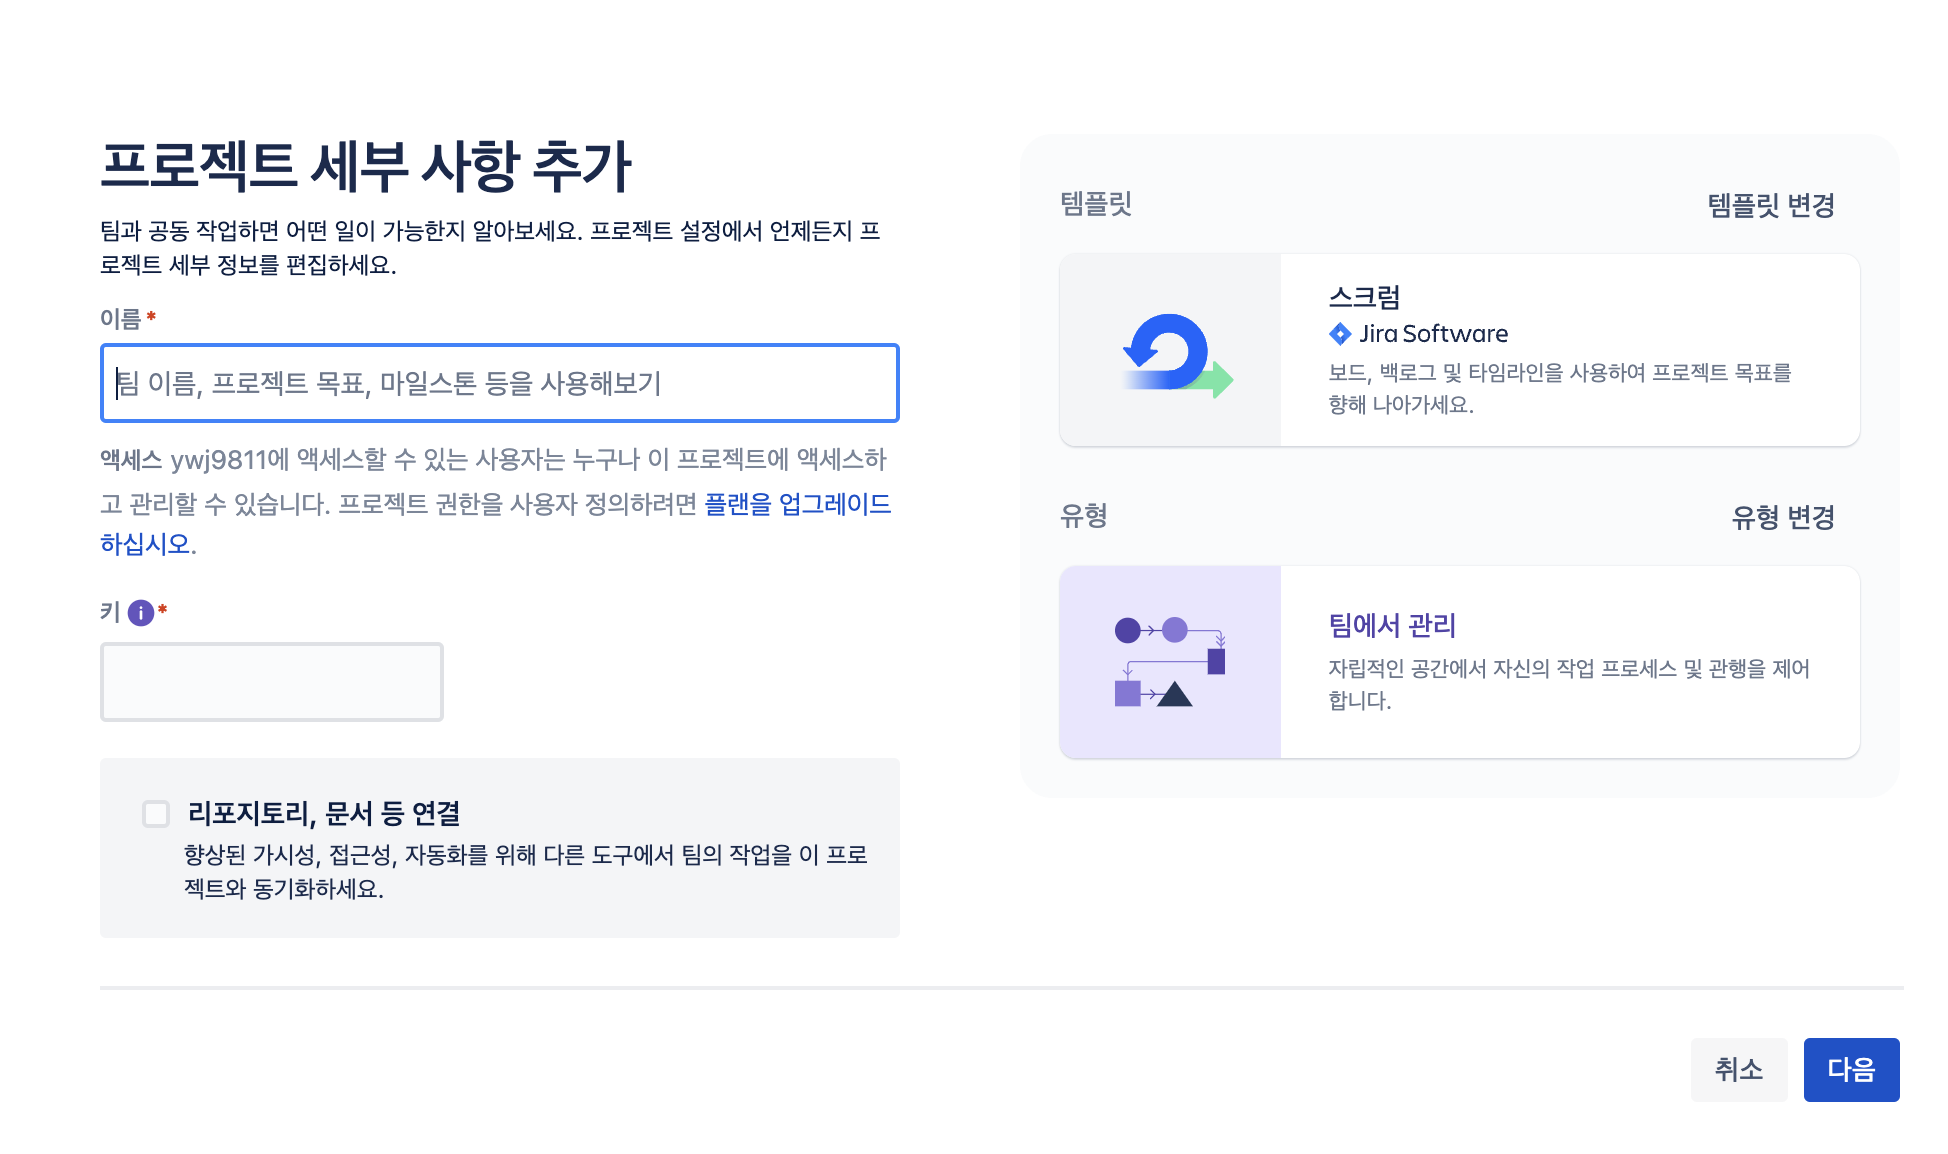 프로젝트 세부 사항 추가
팀과 공동 작업하면 어떤 일이 가능한지 알아보세요. 프로젝트 설정에서 언제든지 프
로젝트 세부 정보를 편집하세요.
이름 *
팀 이름, 프로젝트 목표, 마일스톤 등을 사용해보기
액세스 ywj9811에 액세스할 수 있는 사용자는 누구나 이 프로젝트에 액세스하
고 관리할 수 있습니다. 프로젝트 권한을 사용자 정의하려면 플랜을 업그레이드
하십시오.
키 i *
리포지토리, 문서 등 연결
향상된 가시성, 접근성, 자동화를 위해 다른 도구에서 팀의 작업을 이 프로
젝트와 동기화하세요.
템플릿 템플릿 변경
스크럼
Jira Software
보드, 백로그 및 타임라인을 사용하여 프로젝트 목표를
향해 나아가세요.
유형 유형 변경
팀에서 관리
자립적인 공간에서 자신의 작업 프로세스 및 관행을 제어
합니다.
취소 다음